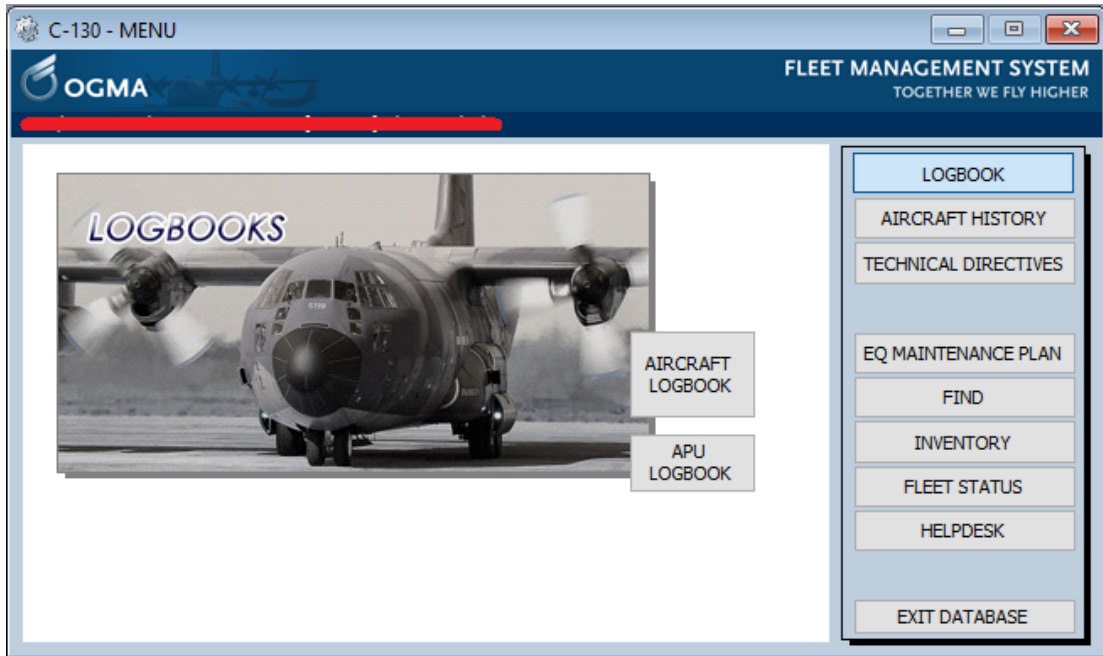 C-130 - MENU
OGMA
FLEET MANAGEMENT SYSTEM
TOGETHER WE FLY HIGHER
LOGBOOKS
AIRCRAFT
LOGBOOK
APU
LOGBOOK
LOGBOOK
AIRCRAFT HISTORY
TECHNICAL DIRECTIVES
EQ MAINTENANCE PLAN
FIND
INVENTORY
FLEET STATUS
HELPDESK
EXIT DATABASE